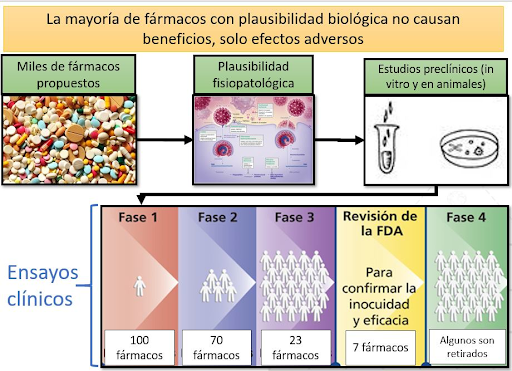 La mayoría de fármacos con plausibilidad biológica no causan
beneficios, solo efectos adversos
Miles de fármacos
propuestos
Plausibilidad
fisiopatológica
Estudios preclínicos (in
vitro y en animales)
Ensayos
clínicos
Fase 1
100
fármacos
Fase 2
70
fármacos
Fase 3
23
fármacos
Revisión de
la FDA
Para
confirmar la
inocuidad
y eficacia
7 fármacos
Fase 4
Algunos son
retirados